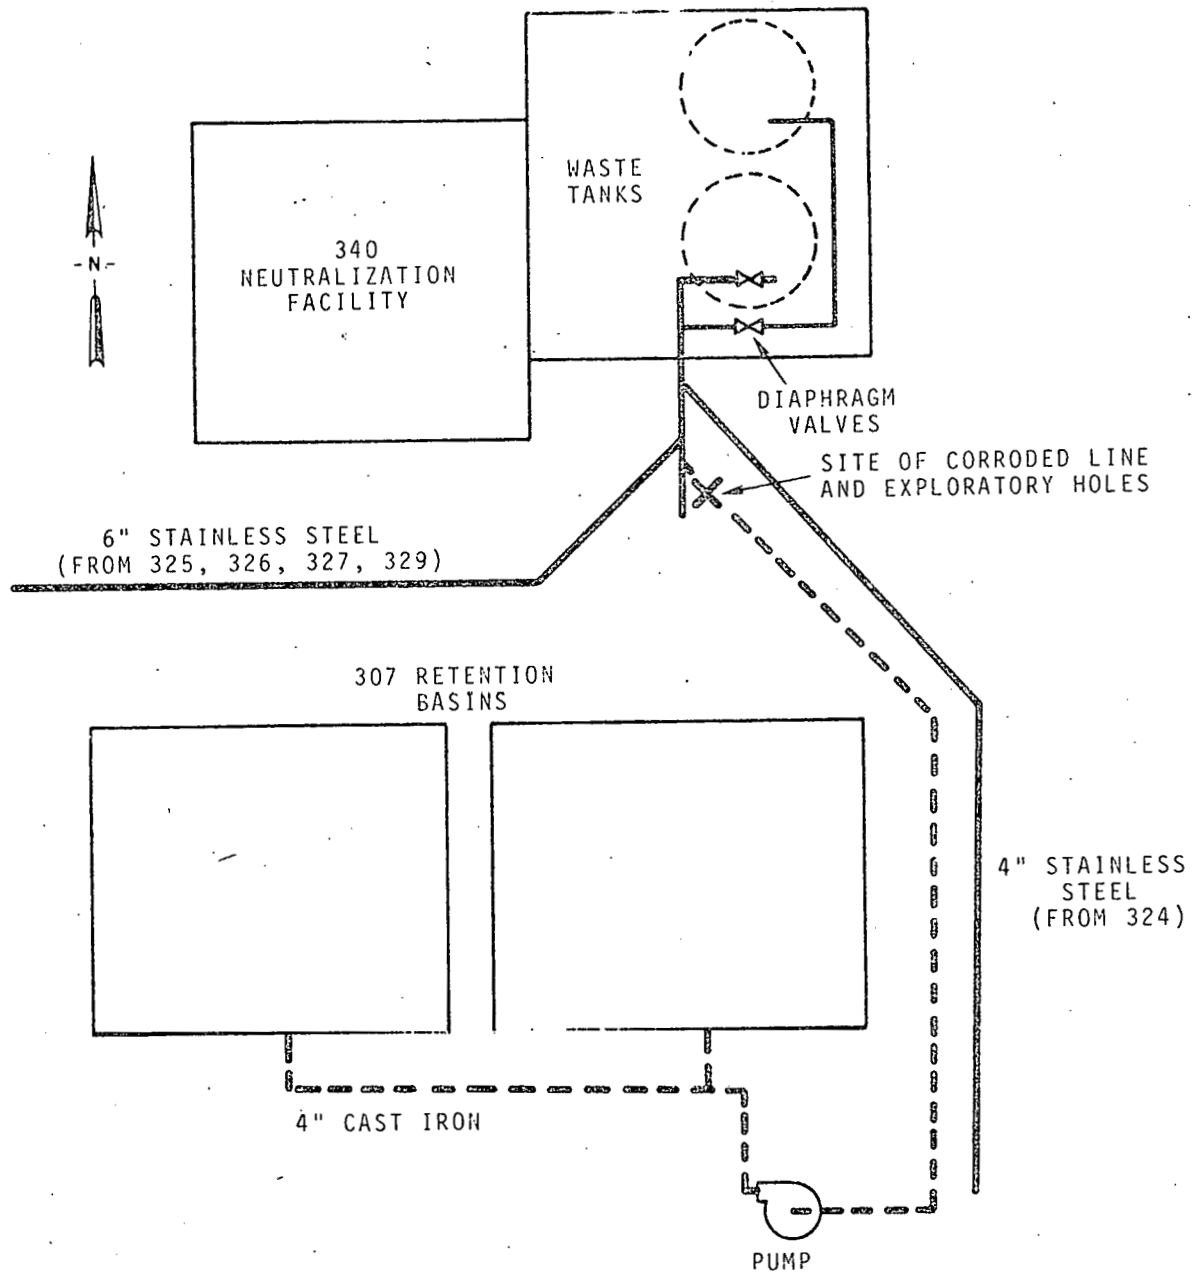 WASTE
TANKS
340
NEUTRALIZATION
FACILITY
-N-
DIAPHRAGM
VALVES
SITE OF CORRODED LINE
AND EXPLORATORY HOLES
6" STAINLESS STEEL
(FROM 325, 326, 327, 329)
307 RETENTION
BASINS
4" STAINLESS
STEEL
(FROM 324)
4" CAST IRON
PUMP